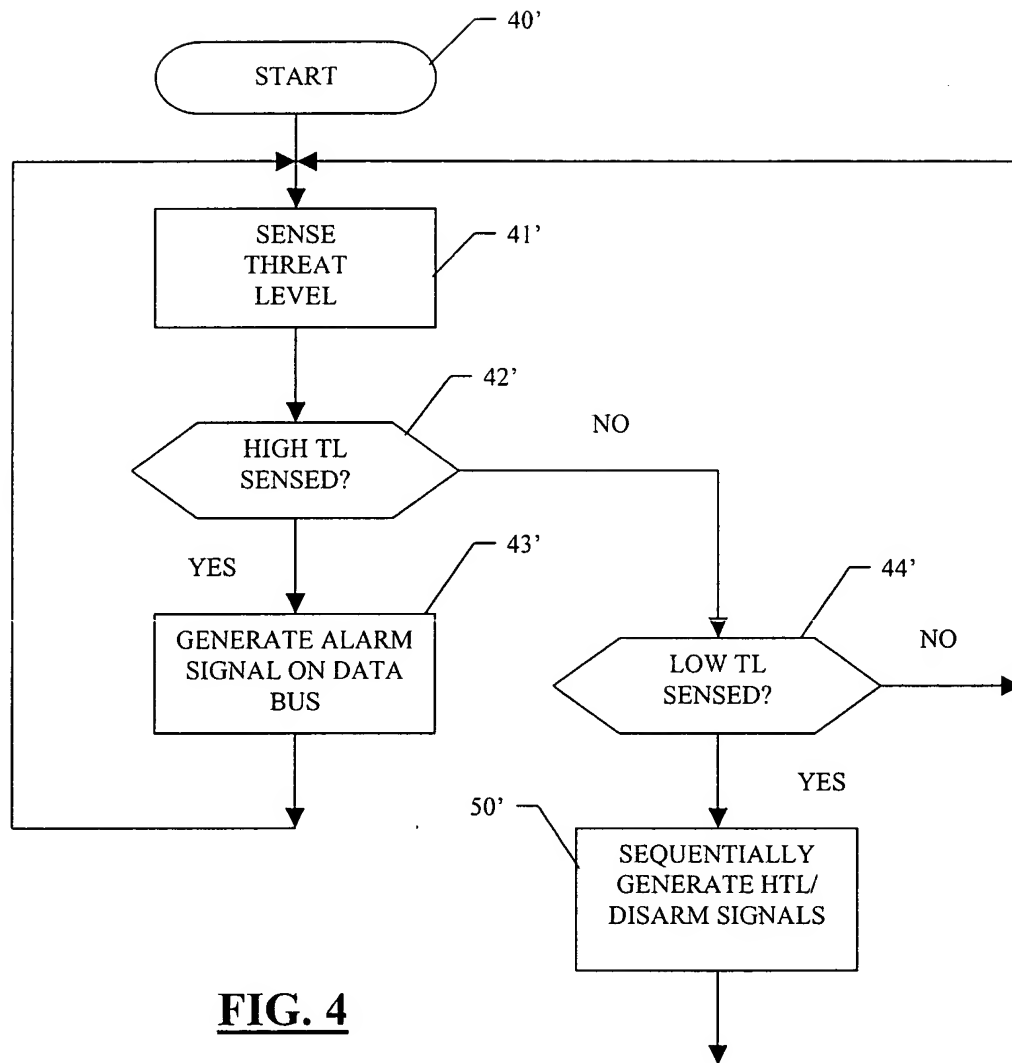 40'
START
SENSE
THREAT
LEVEL
41'
42'
HIGH TL
SENSED?
NO
YES
43'
GENERATE ALARM
SIGNAL ON DATA
BUS
44'
LOW TL
SENSED?
NO
YES
50'
SEQUENTIALLY
GENERATE HTL/
DISARM SIGNALS
FIG. 4